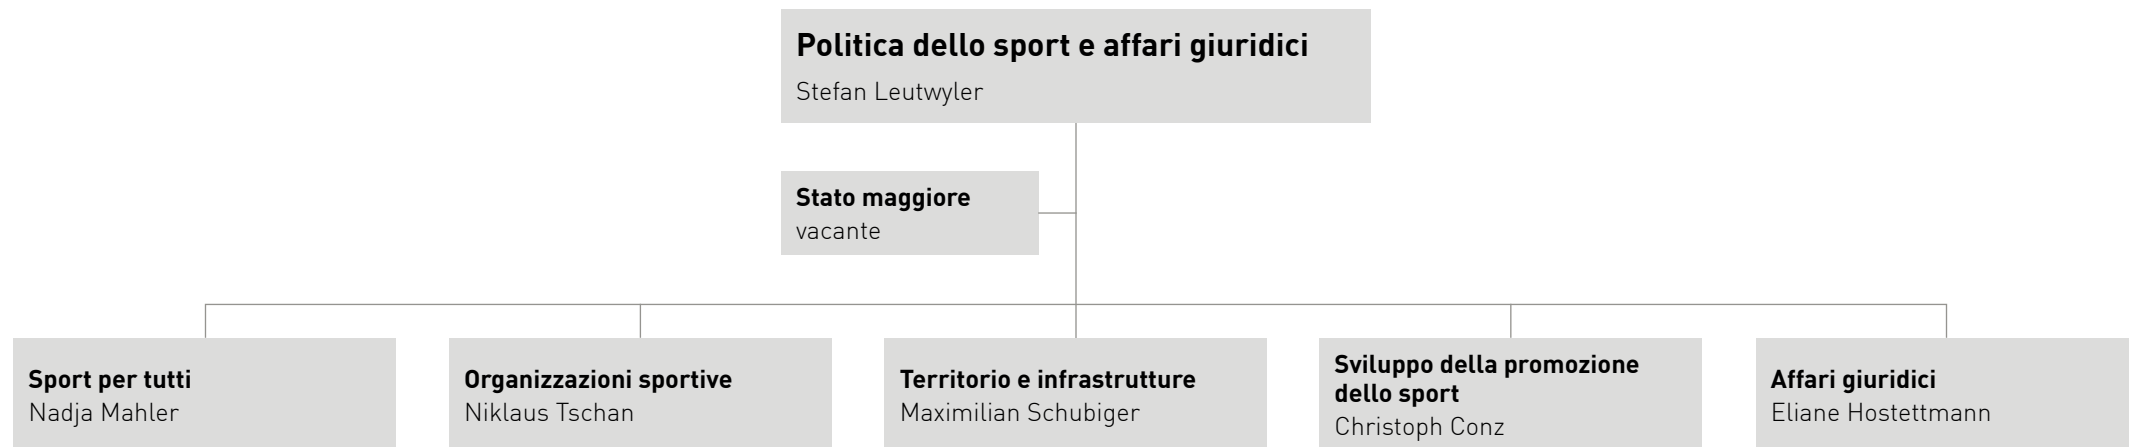 Politica dello sport e affari giuridici
Stefan Leutwyler
Stato maggiore
vacante
Sport per tutti
Nadja Mahler
Organizzazioni sportive
Niklaus Tschan
Territorio e infrastrutture
Maximilian Schubiger
Sviluppo della promozione
dello sport
Christoph Conz
Affari giuridici
Eliane Hostettmann